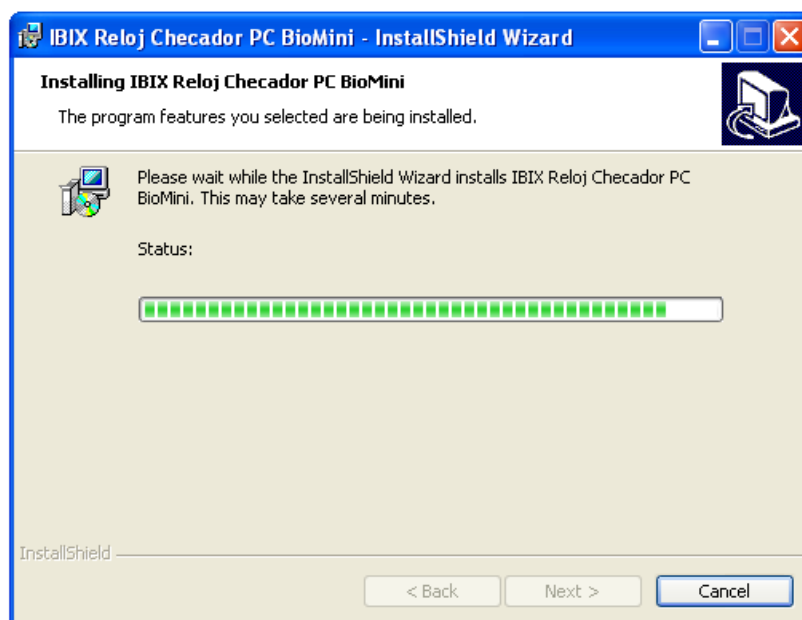 IBIX Reloj Checador PC BioMini - InstallShield Wizard
Installing IBIX Reloj Checador PC BioMini
The program features you selected are being installed.
Please wait while the InstallShield Wizard installs IBIX Reloj Checador PC
BioMini. This may take several minutes.
Status:
InstallShield
< Back
Next >
Cancel